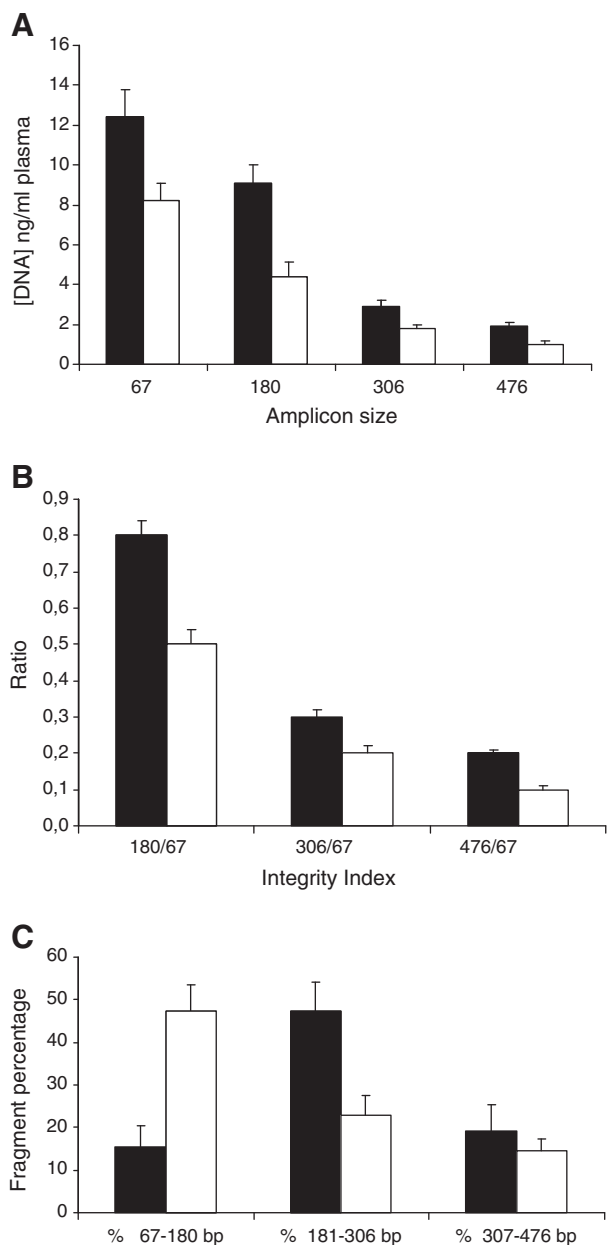 A
16
14
12
10
8
6
4
2
0
[DNA] ng/ml plasma
67 180 306 476
Amplicon size
B
0,9
0,8
0,7
0,6
0,5
0,4
0,3
0,2
0,1
0,0
Ratio
180/67 306/67 476/67
Integrity Index
C
60
50
40
30
20
10
0
Fragment percentage
% 67-180 bp % 181-306 bp % 307-476 bp